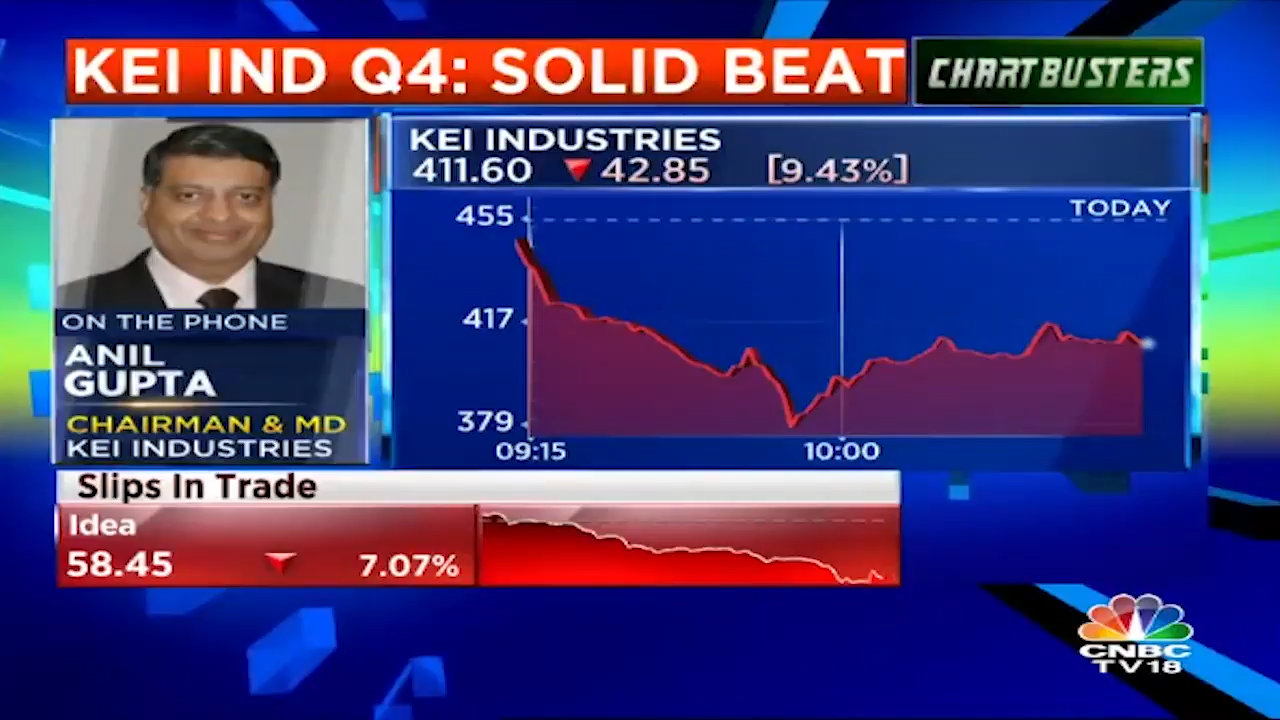 KEI IND Q4: SOLID BEAT
CHARTBUSTERS
KEI INDUSTRIES
411.60 ▼ 42.85 [9.43%]
TODAY
455
417
379
09:15 10:00
ON THE PHONE
ANIL
GUPTA
CHAIRMAN & MD
KEI INDUSTRIES
Slips In Trade
Idea
58.45 ▼ 7.07%
CNBC
TV18